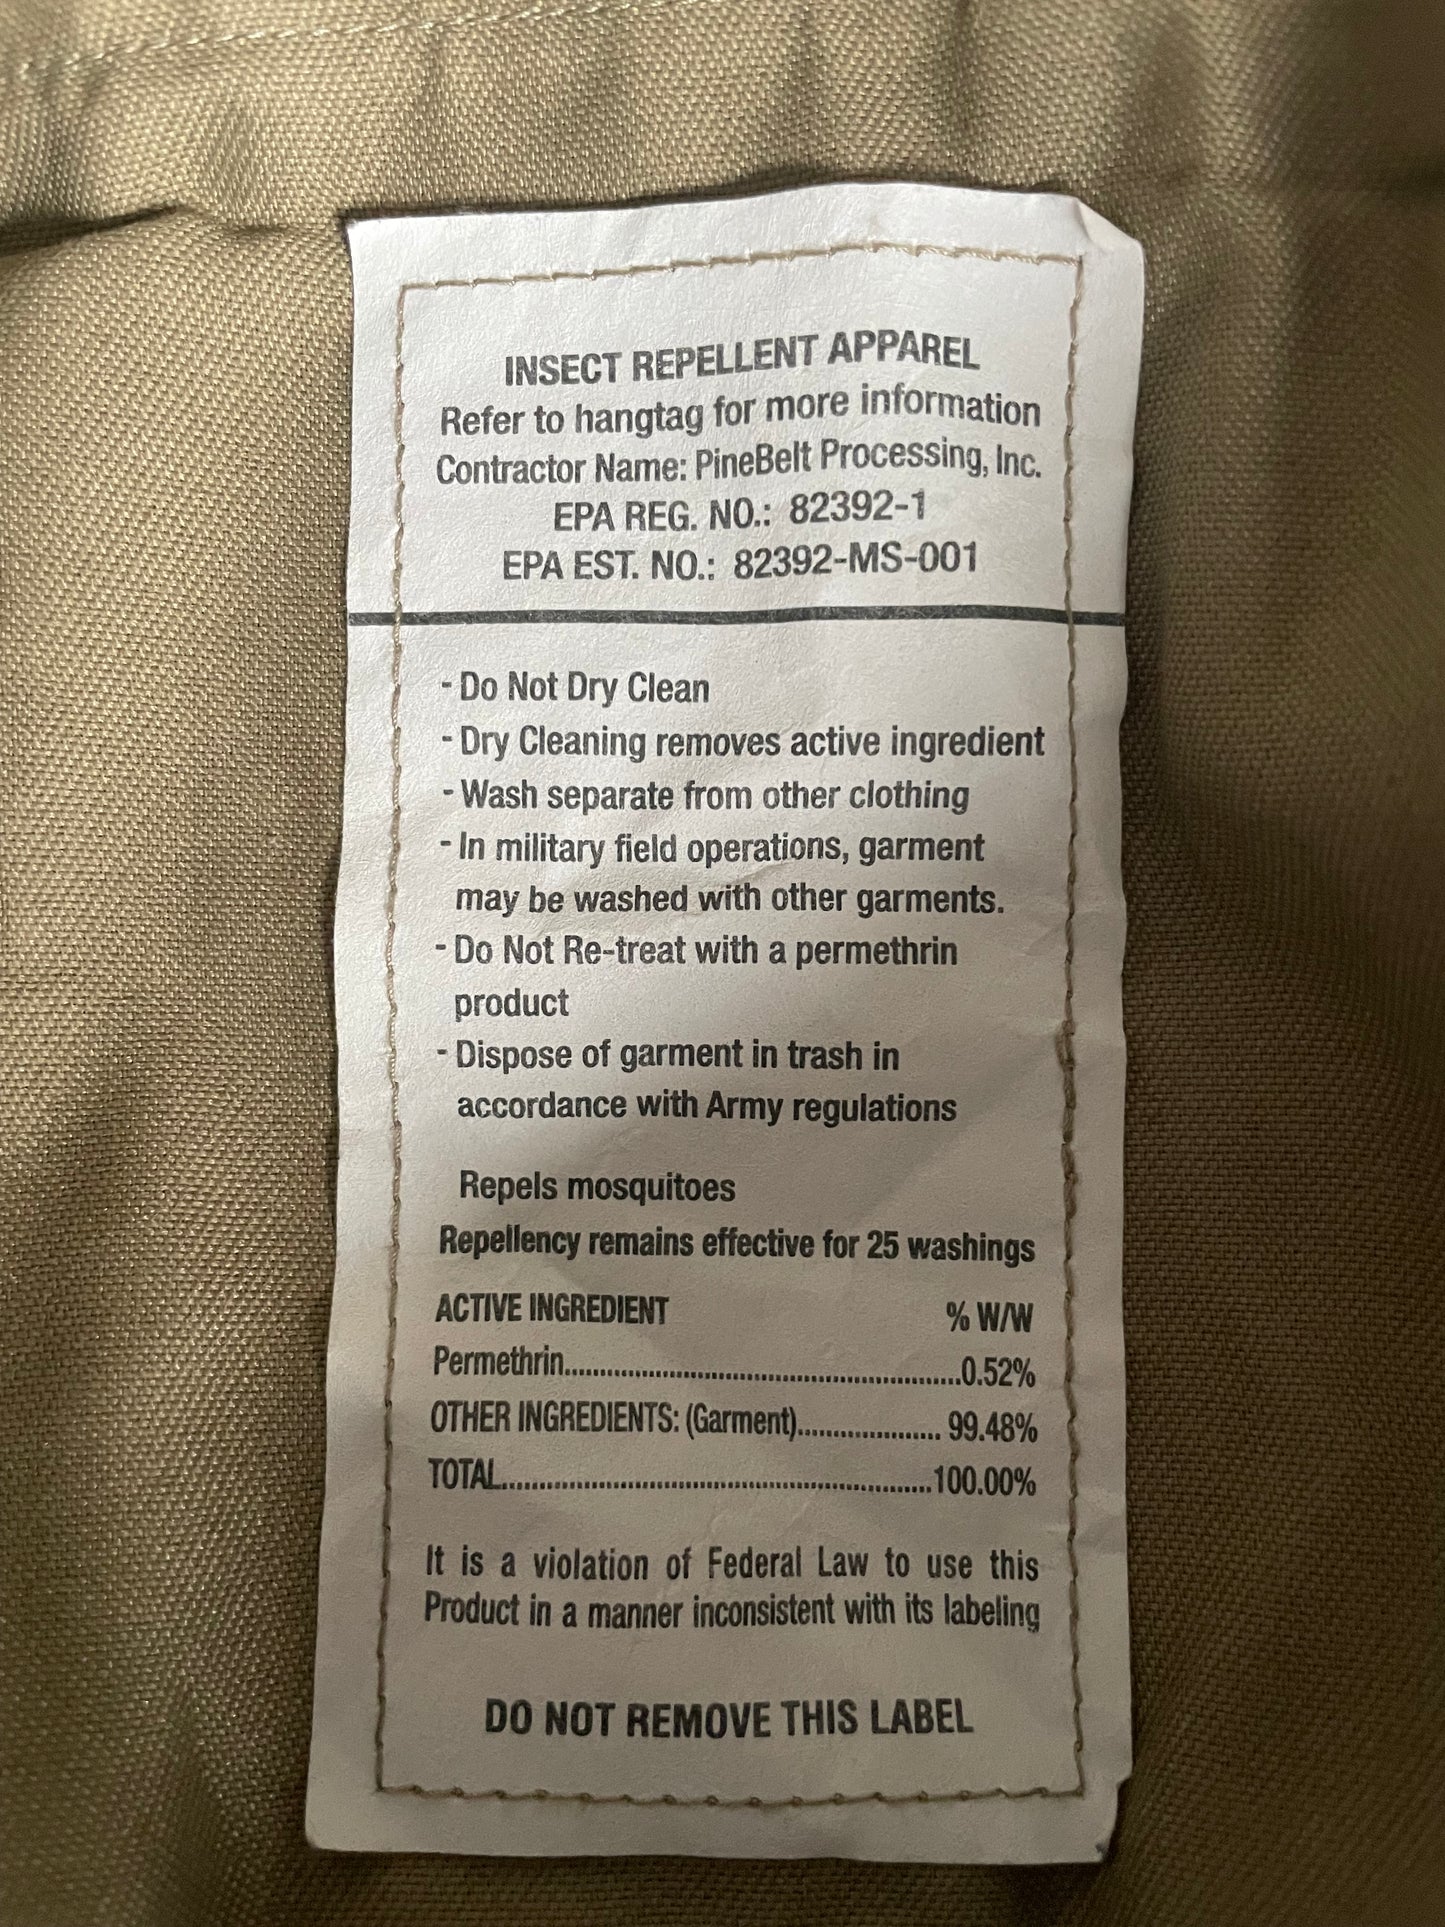 INSECT REPELLENT APPAREL
Refer to hangtag for more information
Contractor Name: PineBelt Processing, Inc.
EPA REG. NO.: 82392-1
EPA EST. NO.: 82392-MS-001
- Do Not Dry Clean
- Dry Cleaning removes active ingredient
- Wash separate from other clothing
- In military field operations, garment
may be washed with other garments.
- Do Not Re-treat with a permethrin
product
- Dispose of garment in trash in
accordance with Army regulations
Repels mosquitoes
Repellency remains effective for 25 washings
ACTIVE INGREDIENT % W/W
Permethrin..........................................................0.52%
OTHER INGREDIENTS: (Garment)..................... 99.48%
TOTAL...............................................................100.00%
It is a violation of Federal Law to use this
Product in a manner inconsistent with its labeling
DO NOT REMOVE THIS LABEL